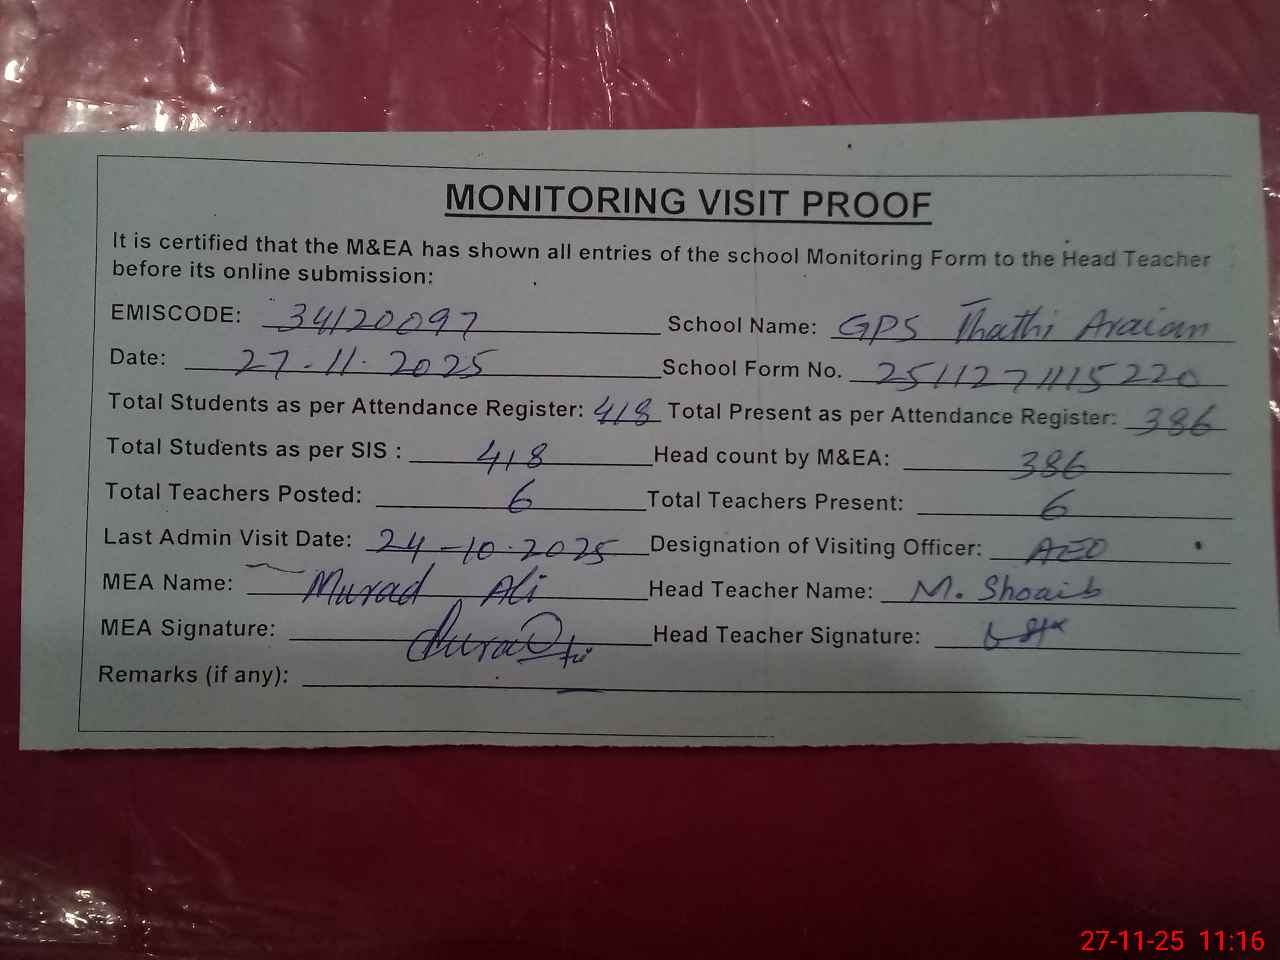 MONITORING VISIT PROOF
It is certified that the M&EA has shown all entries of the school Monitoring Form to the Head Teacher
before its online submission:
EMISCODE: 34120097 School Name: GPS Thathi Araian
Date: 27-11-2025 School Form No. 2511271115220
Total Students as per Attendance Register: 418 Total Present as per Attendance Register: 386
Total Students as per SIS : 418 Head count by M&EA: 386
Total Teachers Posted: 6 Total Teachers Present: 6
Last Admin Visit Date: 24-10-2025 Designation of Visiting Officer: AEO
MEA Name: Murad Ali Head Teacher Name: M. Shoaib
MEA Signature: Head Teacher Signature:
Remarks (if any):
27-11-25 11:16